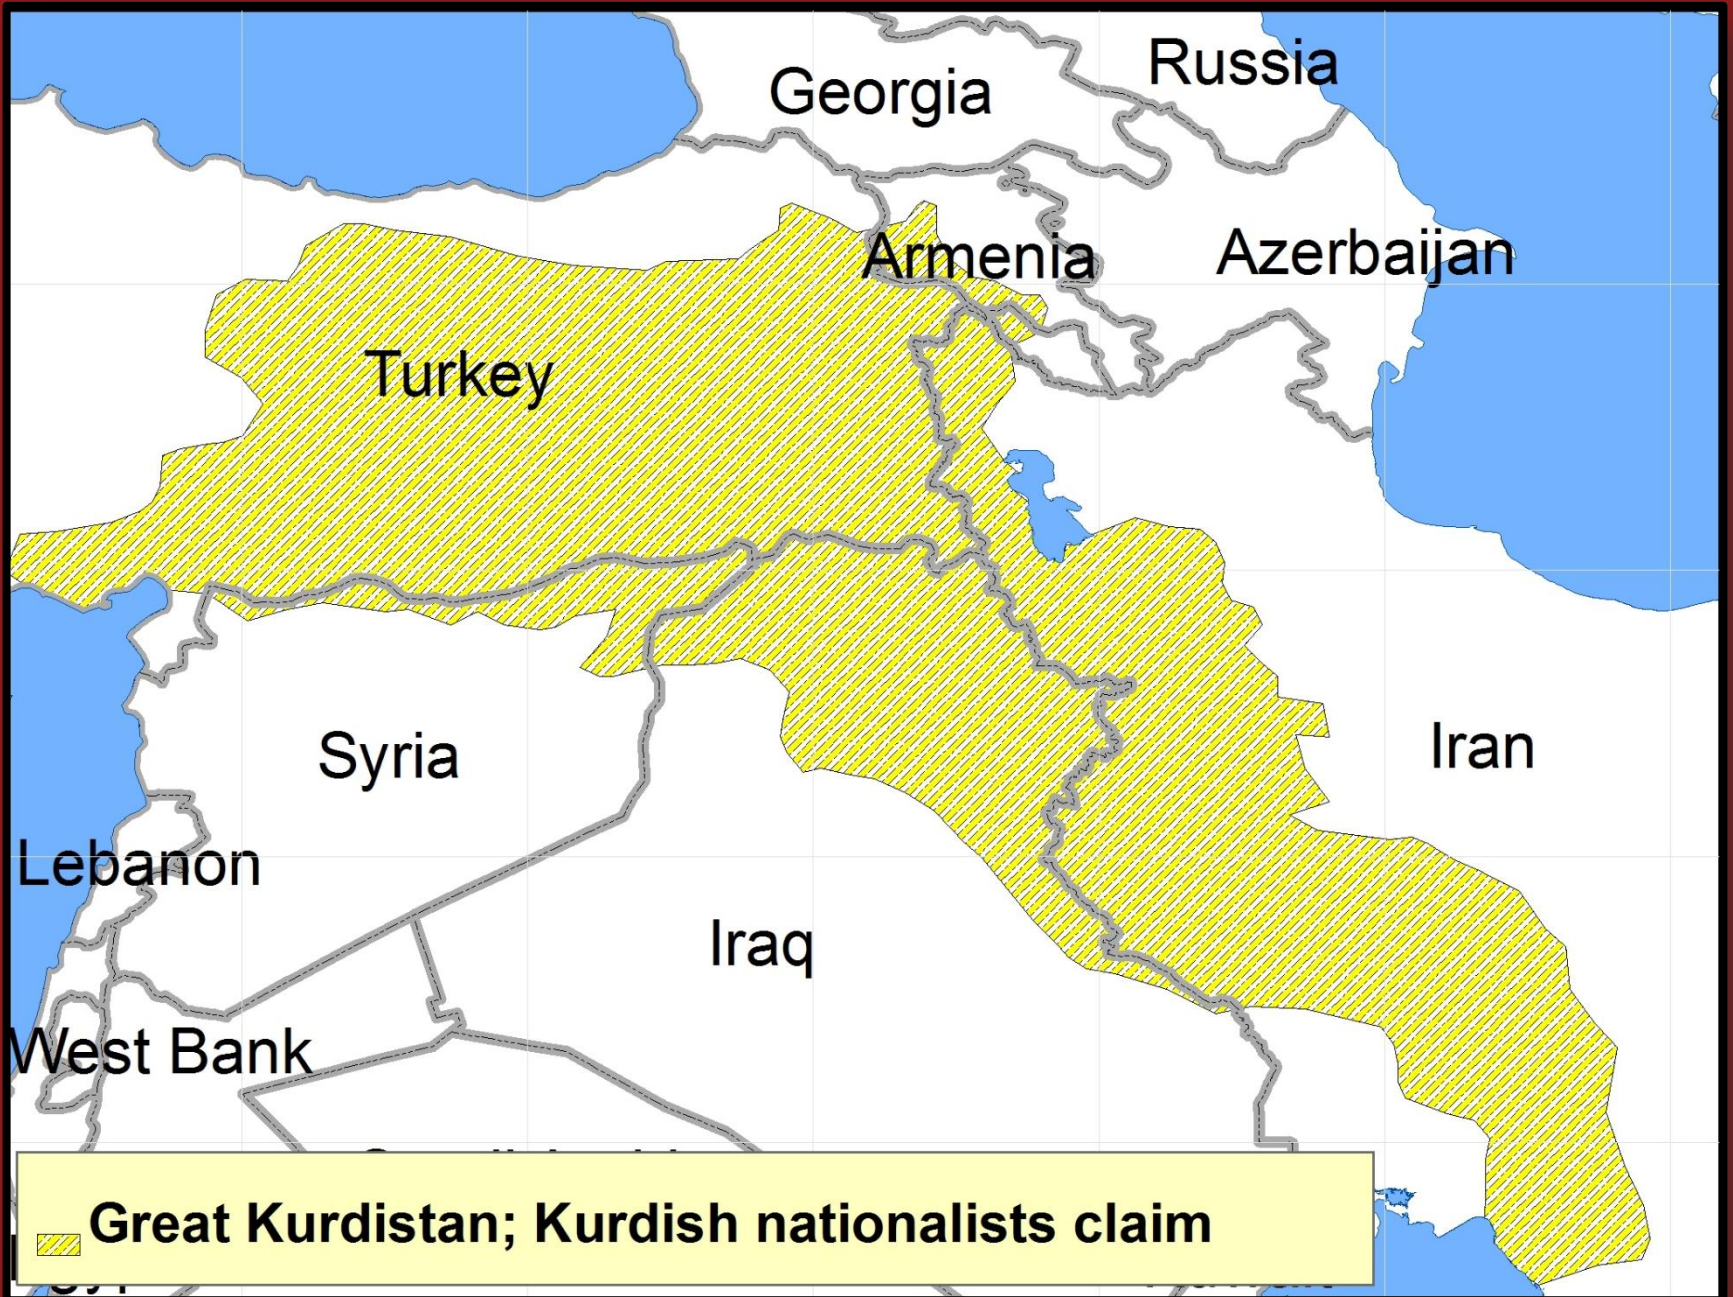 Russia
Georgia
Azerbaijan
Armenia
Turkey
Iran
Syria
Lebanon
Iraq
West Bank
Great Kurdistan; Kurdish nationalists claim